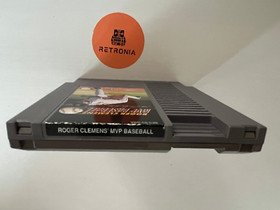 RETRONIA
ROGER CLEMENS' MVP BASEBALL